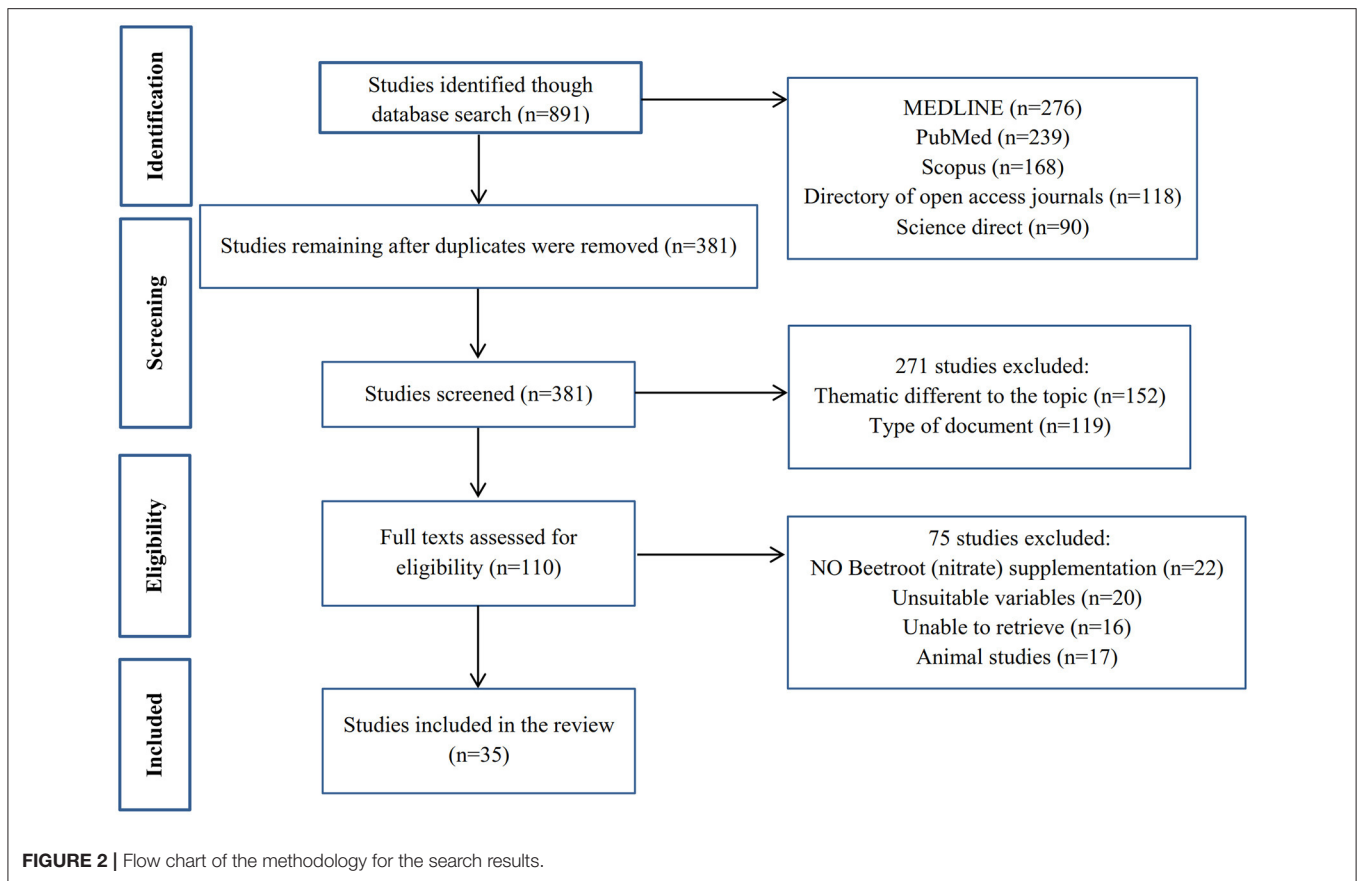 Identification
Studies identified though
database search (n=891)
MEDLINE (n=276)
PubMed (n=239)
Scopus (n=168)
Directory of open access journals (n=118)
Science direct (n=90)
Screening
Studies remaining after duplicates were removed (n=381)
Studies screened (n=381)
271 studies excluded:
Thematic different to the topic (n=152)
Type of document (n=119)
Eligibility
Full texts assessed for
eligibility (n=110)
75 studies excluded:
NO Beetroot (nitrate) supplementation (n=22)
Unsuitable variables (n=20)
Unable to retrieve (n=16)
Animal studies (n=17)
Included
Studies included in the review
(n=35)
FIGURE 2 | Flow chart of the methodology for the search results.